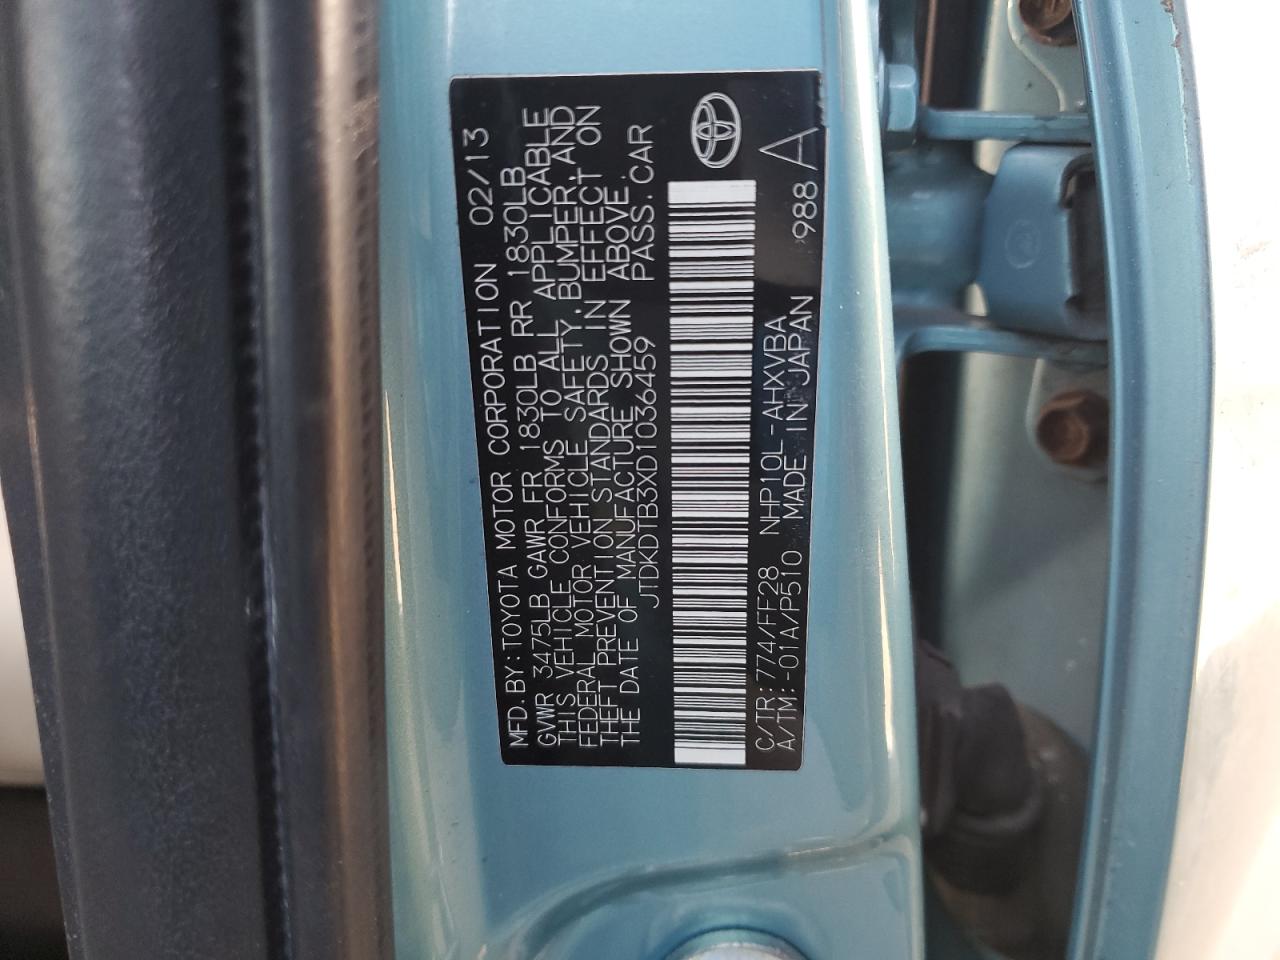 MFD.BY:TOYOTA MOTOR CORPORATION 02/13
GVWR 3475LB GAWR FR 1830LB RR 1830LB
THIS VEHICLE CONFORMS TO ALL APPLICABLE
FEDERAL MOTOR VEHICLE SAFETY,BUMPER,AND
THEFT PREVENTION STANDARDS IN EFFECT ON
THE DATE OF MANUFACTURE SHOWN ABOVE.
JTDKDTB3XD1036459 PASS.CAR
C/TR:774/FF28 NHP10L-AHXVBA 988 A
A/TM:-01A/P510 MADE IN JAPAN